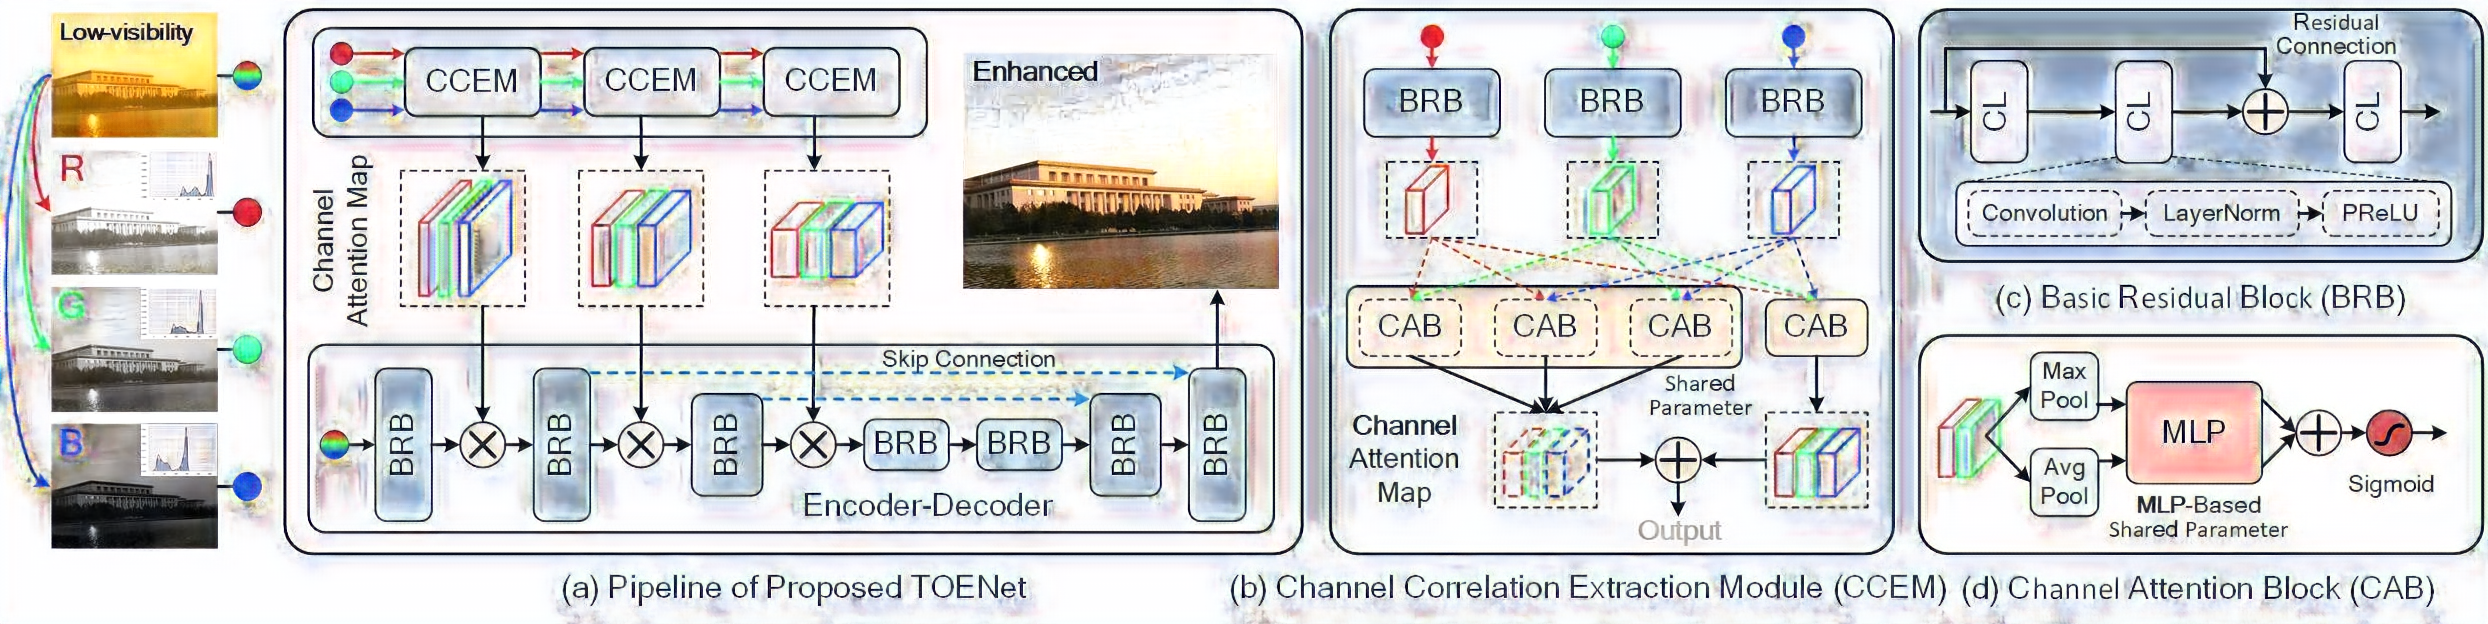 Low-visibility
R
G
B
CCEM
CCEM
CCEM
Channel
Attention Map
Enhanced
Skip Connection
BRB
BRB
BRB
BRB
BRB
BRB
BRB
Encoder-Decoder
(a) Pipeline of Proposed TOENet
BRB
BRB
BRB
CAB
CAB
CAB
CAB
Shared
Parameter
Channel
Attention
Map
Output
(b) Channel Correlation Extraction Module (CCEM)
Residual
Connection
CL
CL
CL
Convolution
LayerNorm
PReLU
(c) Basic Residual Block (BRB)
Max
Pool
Avg
Pool
MLP
MLP-Based
Shared Parameter
Sigmoid
(d) Channel Attention Block (CAB)